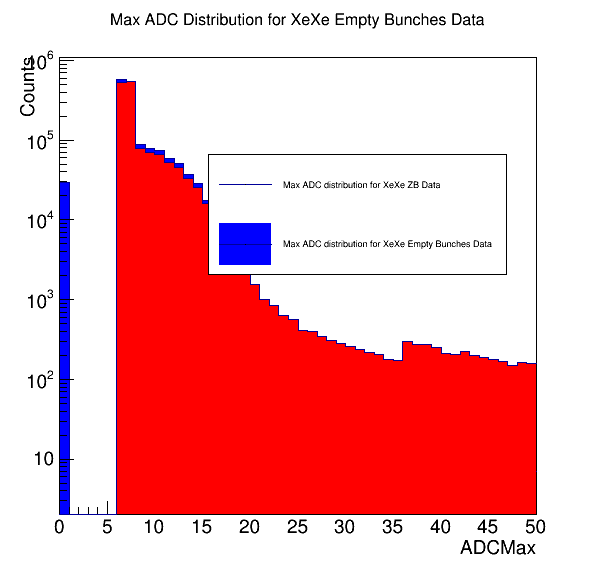 Max ADC Distribution for XeXe Empty Bunches Data
Counts
10^6
10^5
10^4
10^3
10^2
10
Max ADC distribution for XeXe ZB Data
Max ADC distribution for XeXe Empty Bunches Data
0 5 10 15 20 25 30 35 40 45 50
ADCMax